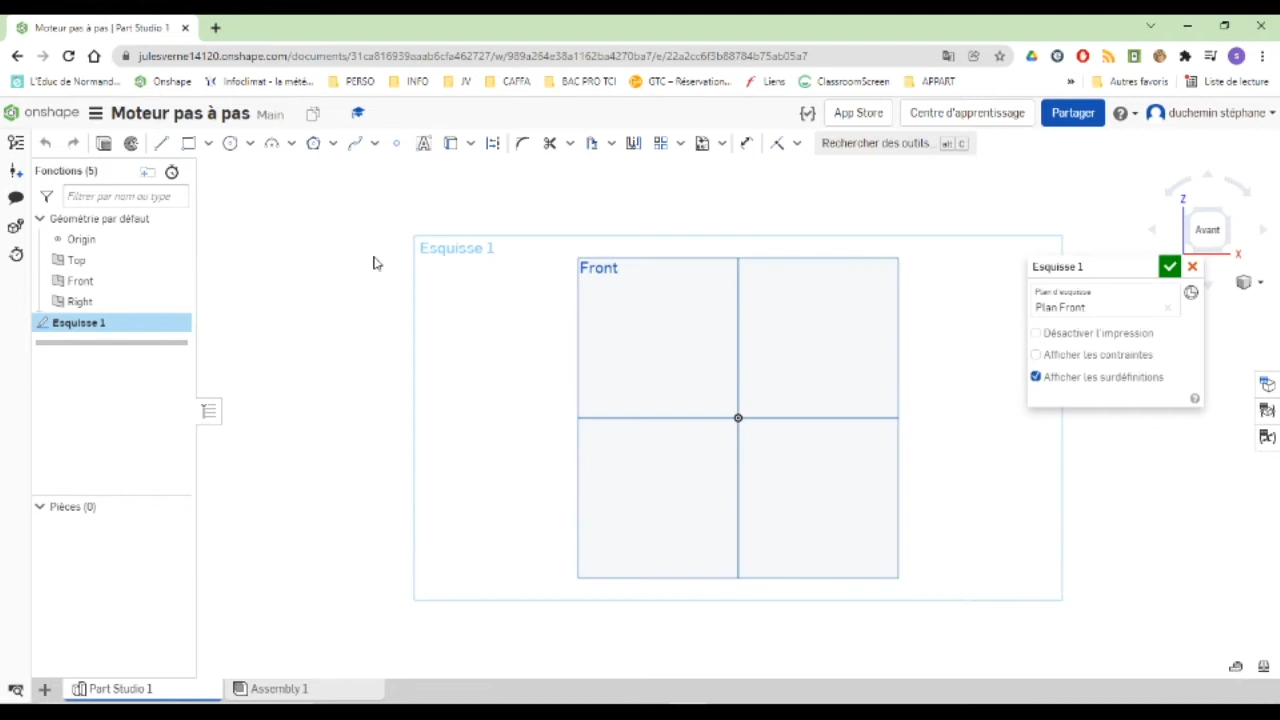 Moteur pas à pas | Part Studio 1
julesverne14120.onshape.com/documents/31ca816939aaab6cfa462727/w/989a264e38a1162ba4270ba7/e/22a2cc6f3b88784b75ab05a7
S
L'Educ de Normand...
Onshape
Infoclimat - la mété...
PERSO
INFO
JV
CAFFA
BAC PRO TCI
GTC – Réservation...
Liens
ClassroomScreen
APPART
»
Autres favoris
Liste de lecture
onshape
Moteur pas à pas
Main
App Store
Centre d'apprentissage
Partager
duchemin stéphane
Rechercher des outils...
alt
C
Fonctions (5)
Filtrer par nom ou type
Géométrie par défaut
Origin
Top
Front
Right
Esquisse 1
Pièces (0)
Esquisse 1
Front
Z
Avant
X
Esquisse 1
Plan d'esquisse
Plan Front
Désactiver l'impression
Afficher les contraintes
Afficher les surdéfinitions
Part Studio 1
Assembly 1